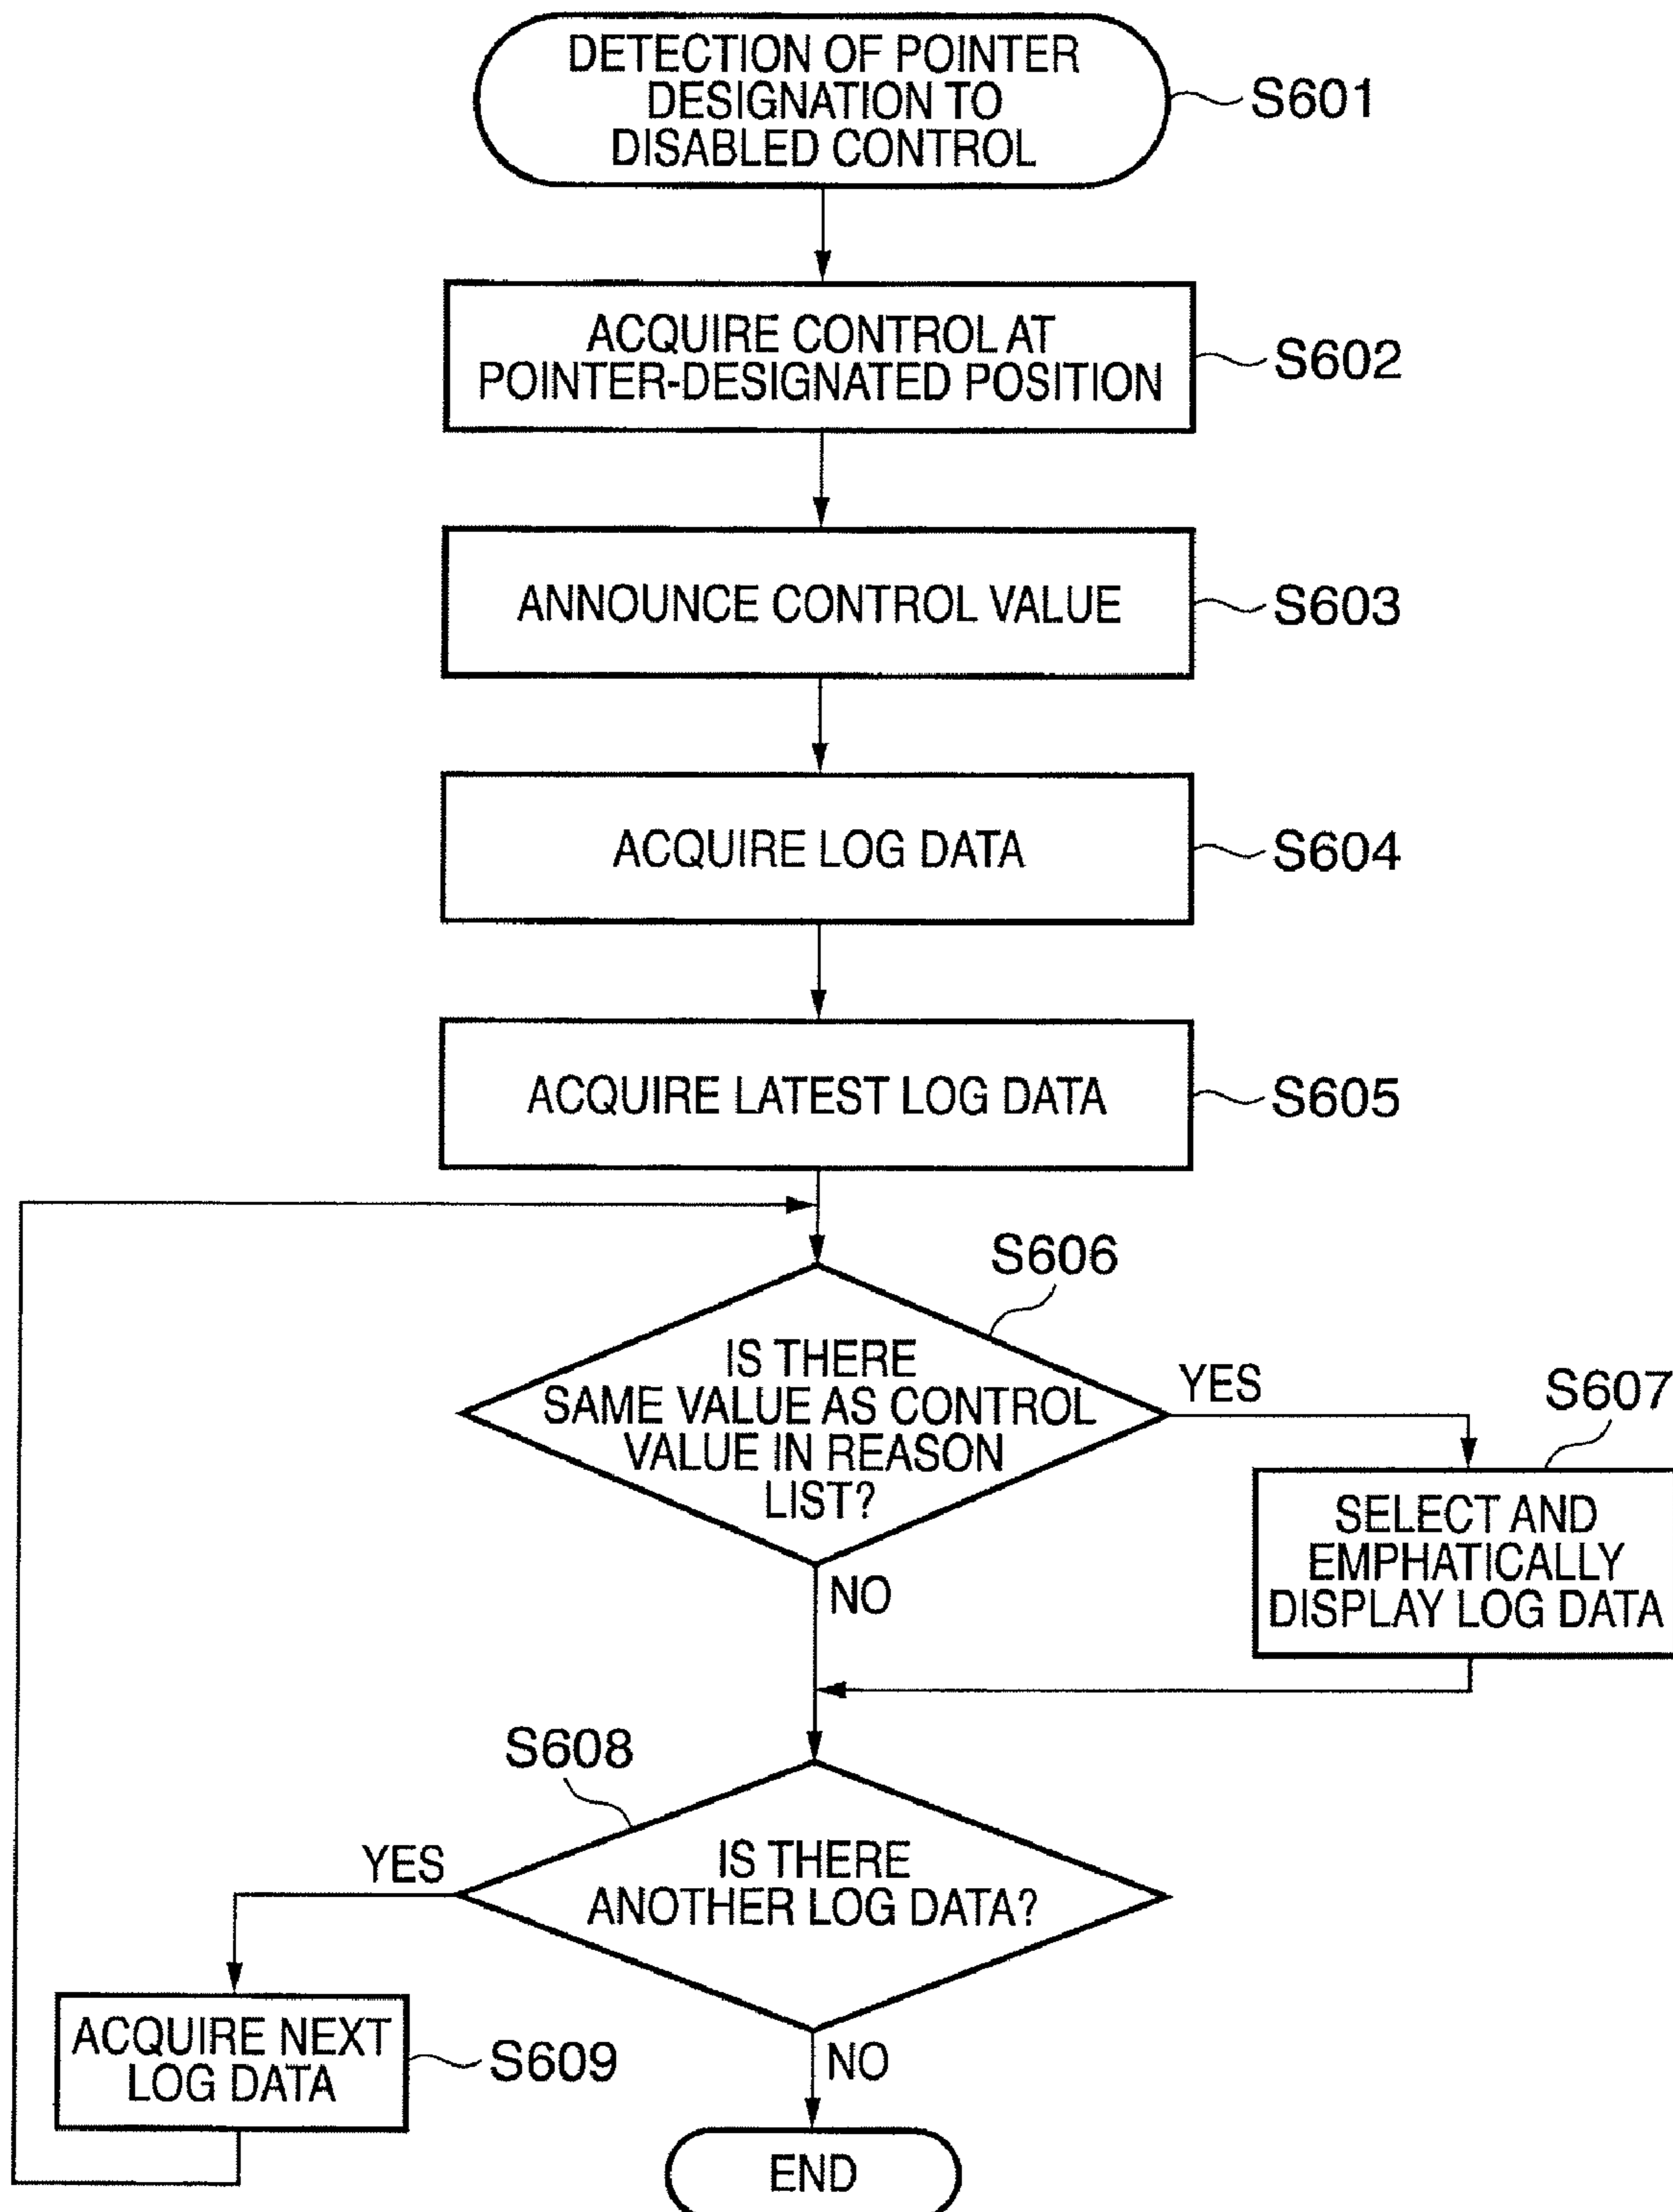 DETECTION OF POINTER
DESIGNATION TO
DISABLED CONTROL
S601
ACQUIRE CONTROL AT
POINTER-DESIGNATED POSITION
S602
ANNOUNCE CONTROL VALUE
S603
ACQUIRE LOG DATA
S604
ACQUIRE LATEST LOG DATA
S605
S606
IS THERE
SAME VALUE AS CONTROL
VALUE IN REASON
LIST?
YES
S607
SELECT AND
EMPHATICALLY
DISPLAY LOG DATA
NO
S608
IS THERE
ANOTHER LOG DATA?
YES
ACQUIRE NEXT
LOG DATA
S609
NO
END